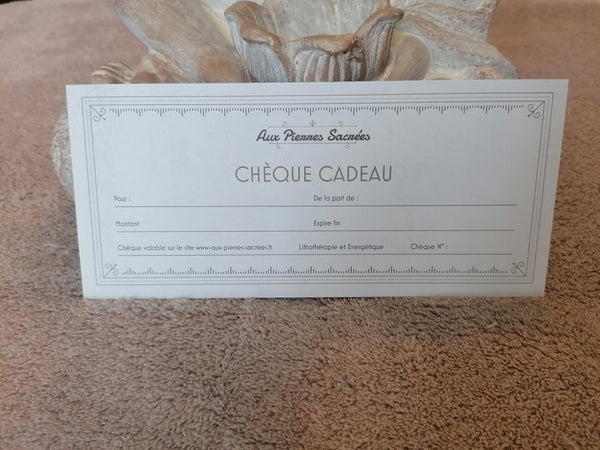 Aux Pierres Sacrées
CHÈQUE CADEAU
Pour : De la part de :
Montant Expire fin
Chèque valable sur le site www-aux-pierres-sacrees.fr Lithothérapie et Energétique Chèque N° :